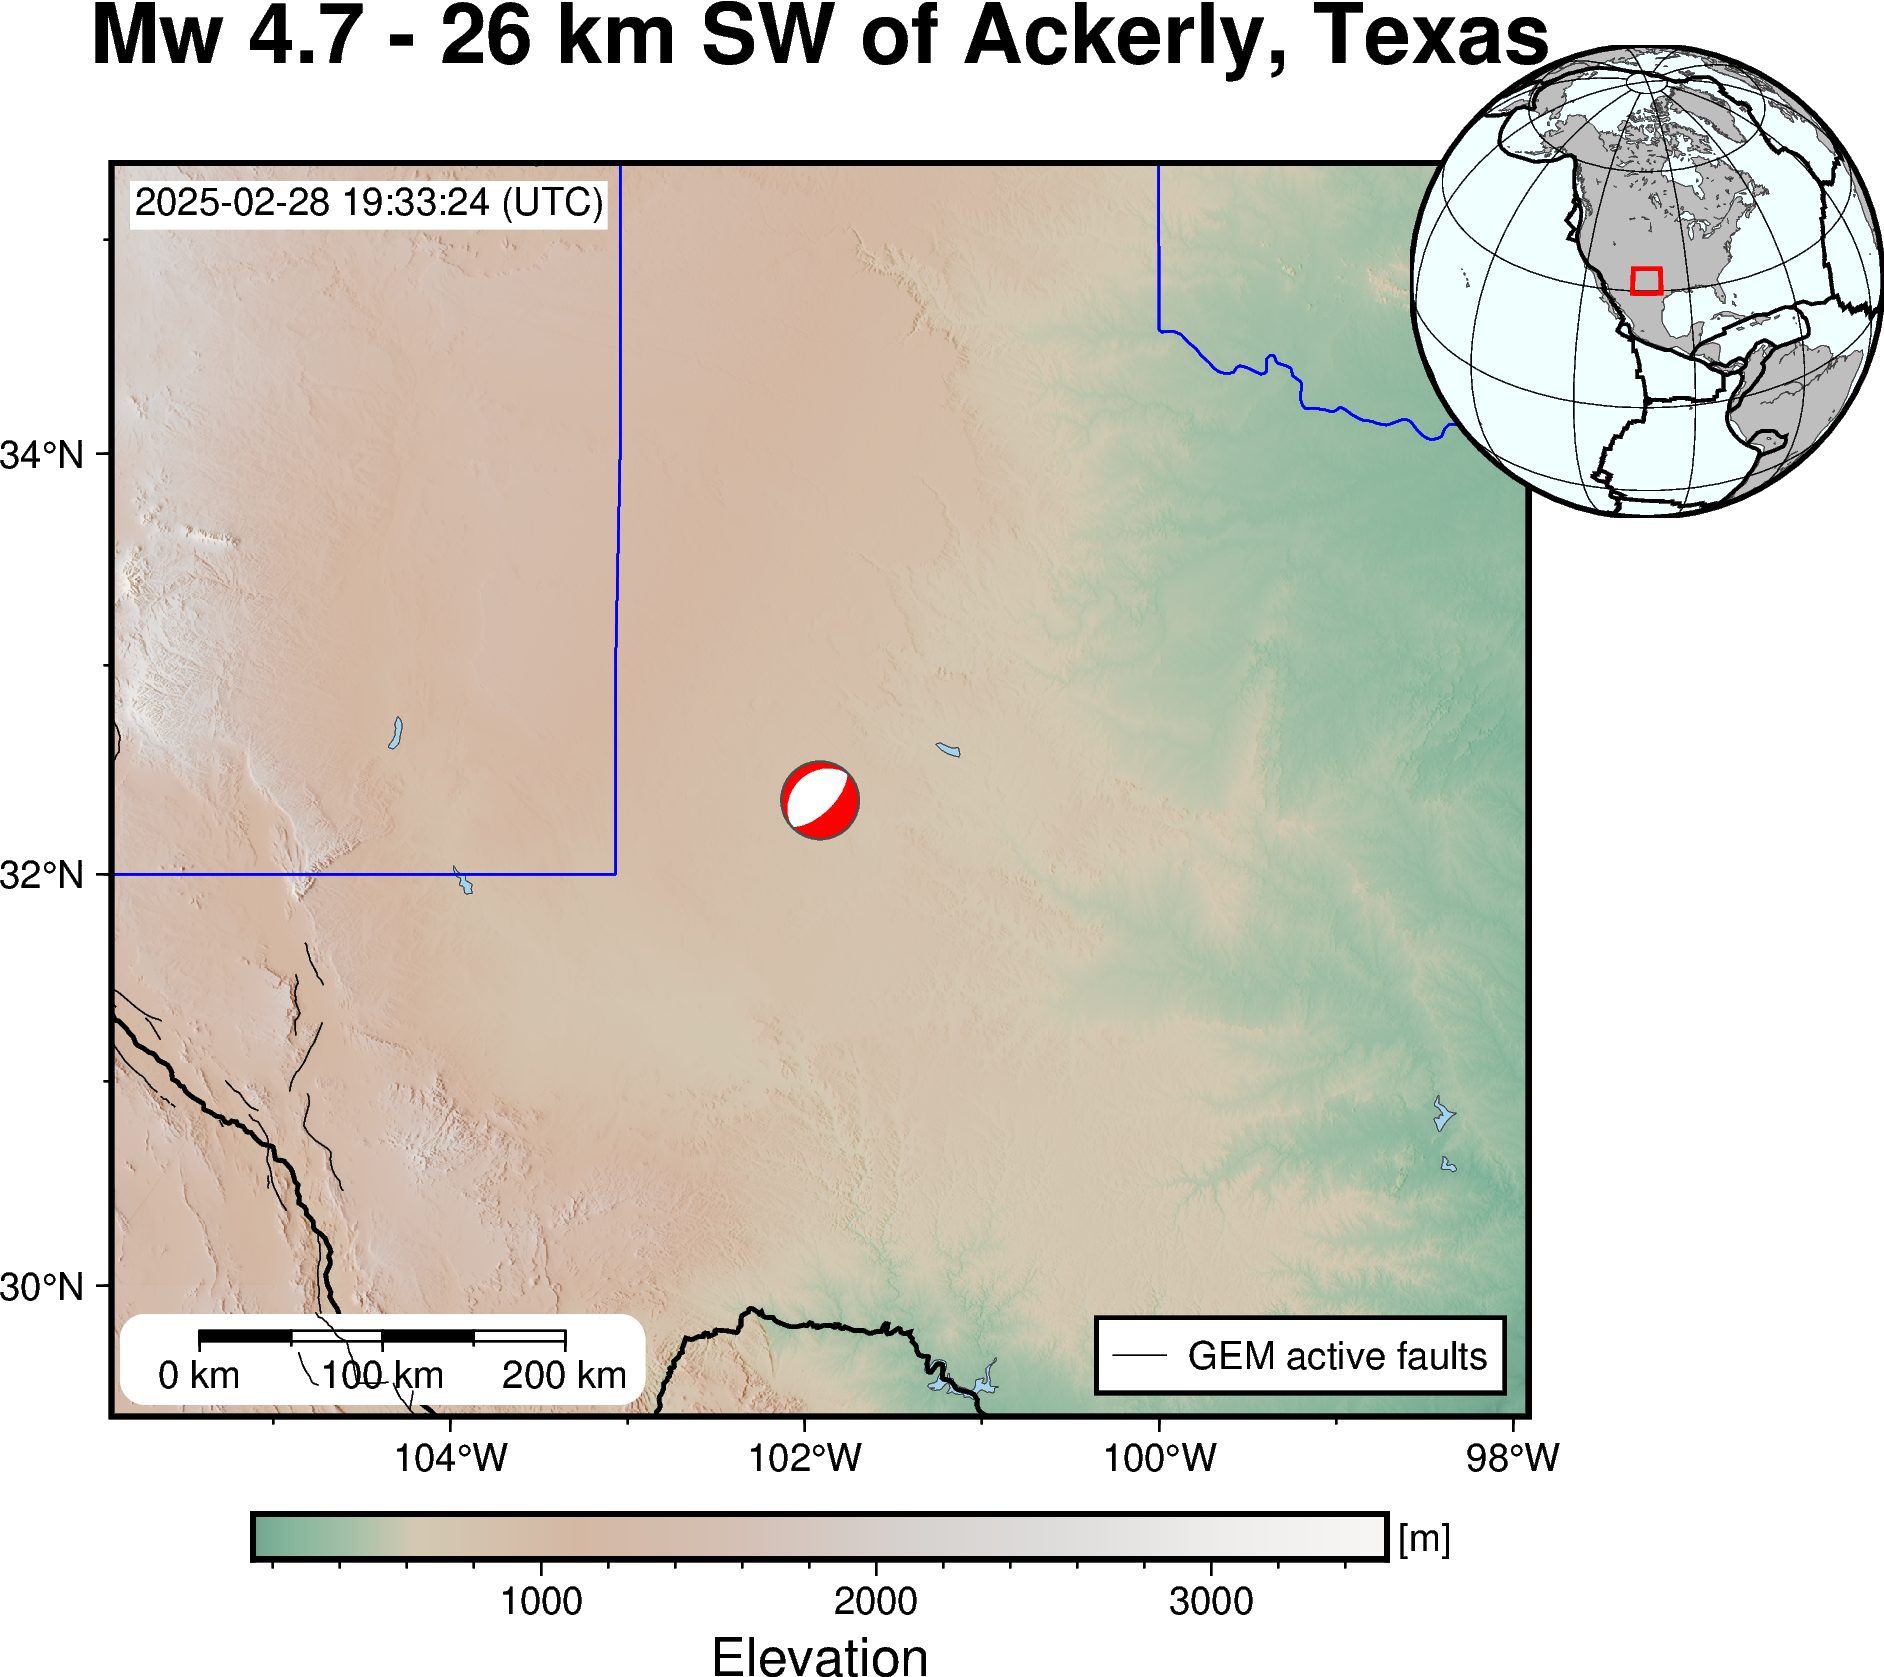 Mw 4.7 - 26 km SW of Ackerly, Texas
2025-02-28 19:33:24 (UTC)
34°N
32°N
30°N
0 km 100 km 200 km
GEM active faults
104°W 102°W 100°W 98°W
[m]
1000 2000 3000
Elevation